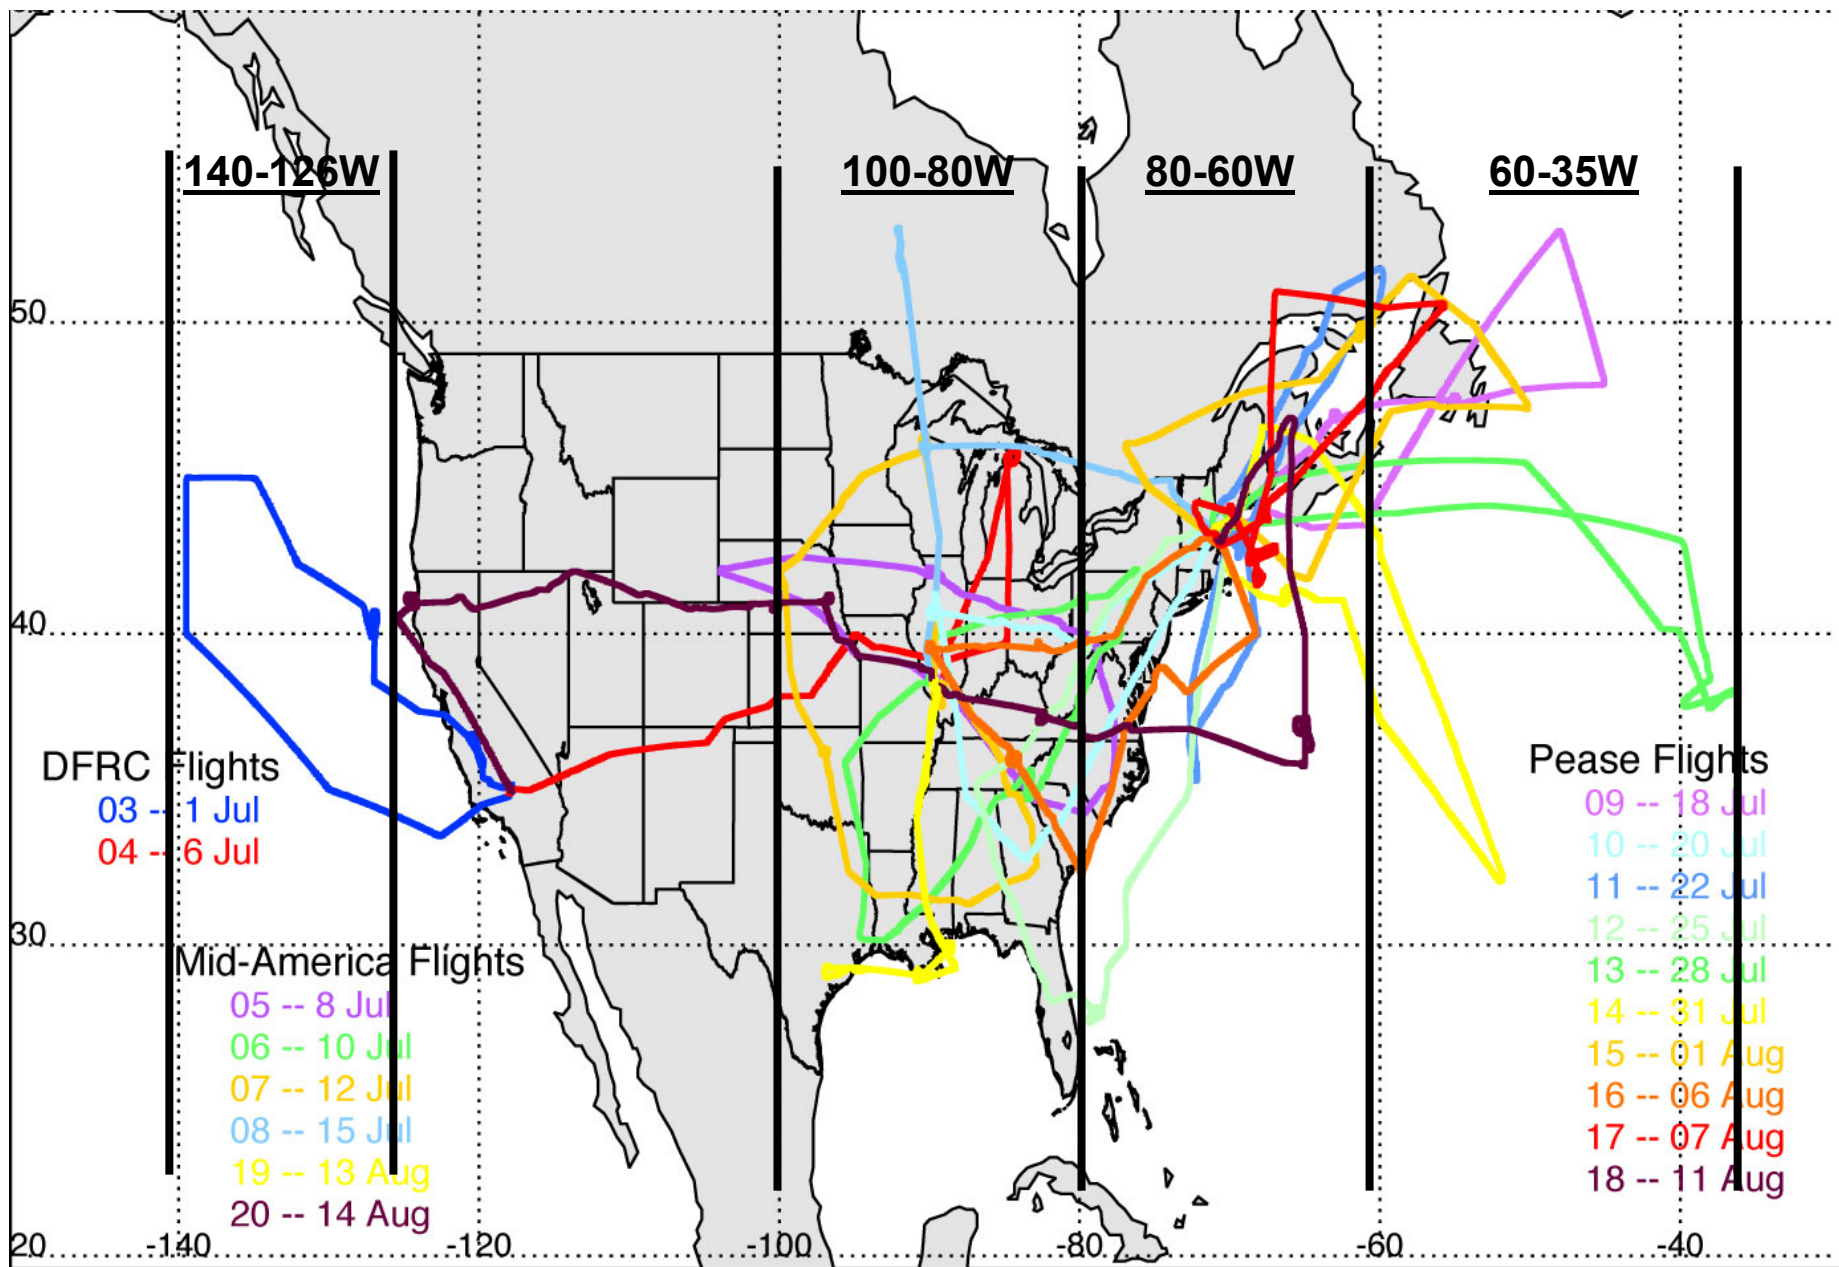 140-126W 100-80W 80-60W 60-35W
50
40
30
20
-140 -120 -100 -80 -60 -40
DFRC Flights
03 -- 1 Jul
04 -- 6 Jul
Mid-America Flights
05 -- 8 Jul
06 -- 10 Jul
07 -- 12 Jul
08 -- 15 Jul
19 -- 13 Aug
20 -- 14 Aug
Pease Flights
09 -- 18 Jul
10 -- 20 Jul
11 -- 22 Jul
12 -- 25 Jul
13 -- 28 Jul
14 -- 31 Jul
15 -- 01 Aug
16 -- 06 Aug
17 -- 07 Aug
18 -- 11 Aug